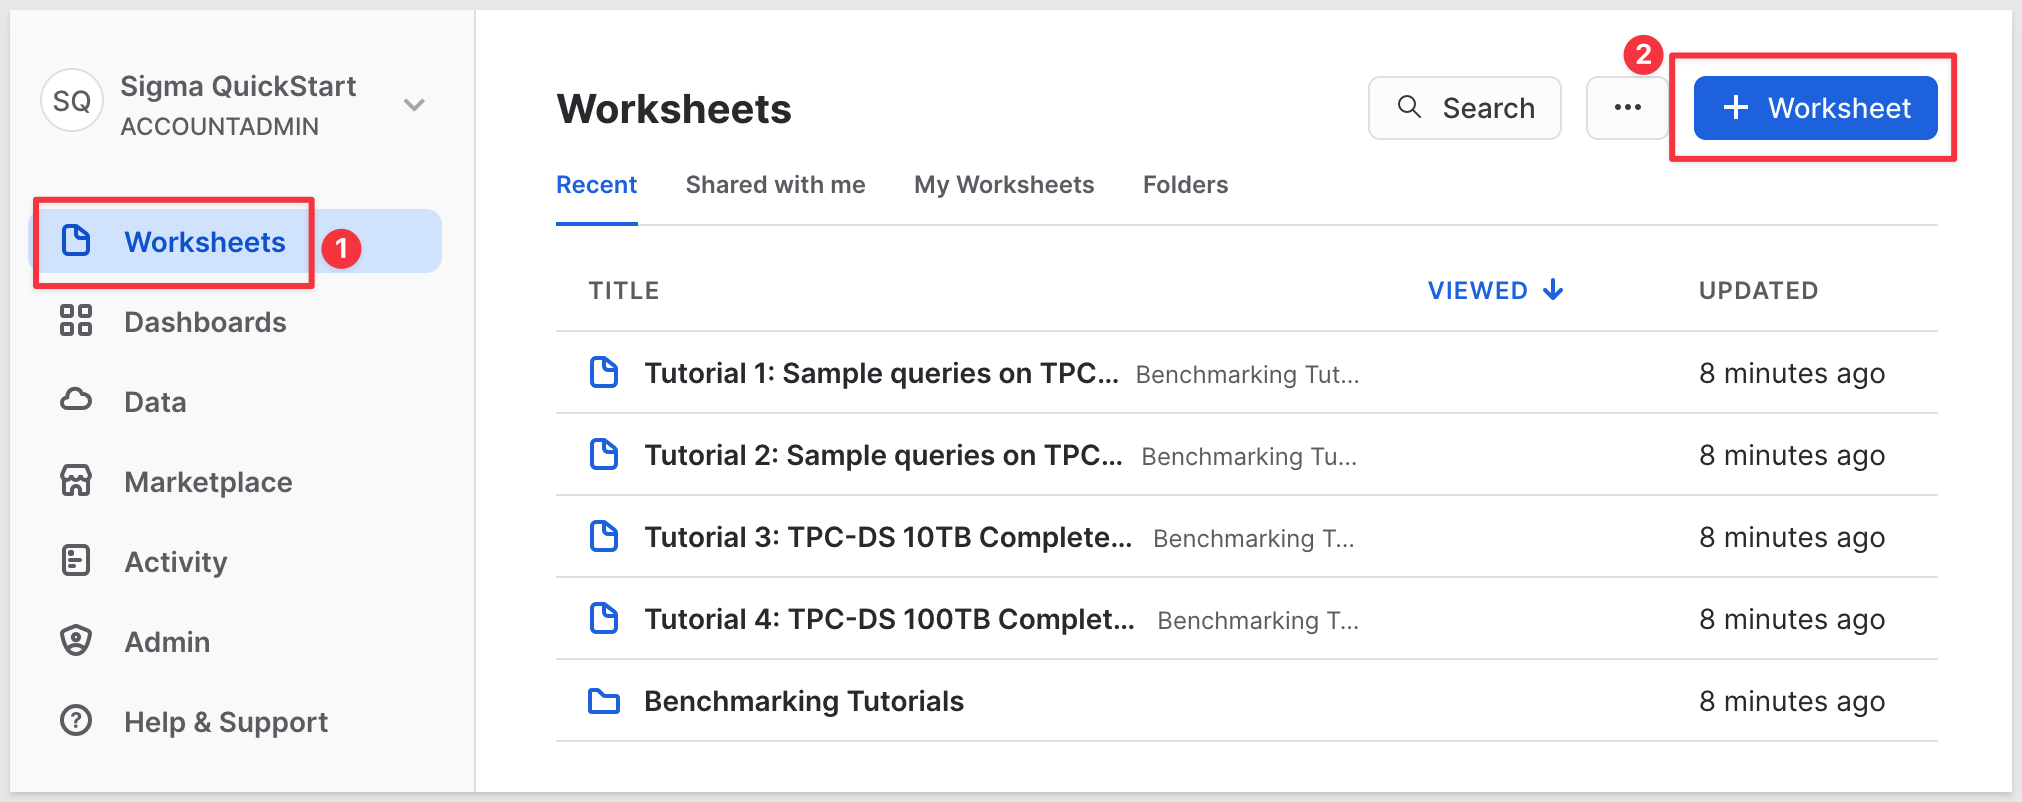 SQ
Sigma QuickStart
ACCOUNTADMIN
Worksheets
1
Dashboards
Data
Marketplace
Activity
Admin
Help & Support
Worksheets
Search
...
2
+ Worksheet
Recent Shared with me My Worksheets Folders
TITLE VIEWED ↓ UPDATED
Tutorial 1: Sample queries on TPC... Benchmarking Tut... 8 minutes ago
Tutorial 2: Sample queries on TPC... Benchmarking Tu... 8 minutes ago
Tutorial 3: TPC-DS 10TB Complete... Benchmarking T... 8 minutes ago
Tutorial 4: TPC-DS 100TB Complet... Benchmarking T... 8 minutes ago
Benchmarking Tutorials 8 minutes ago